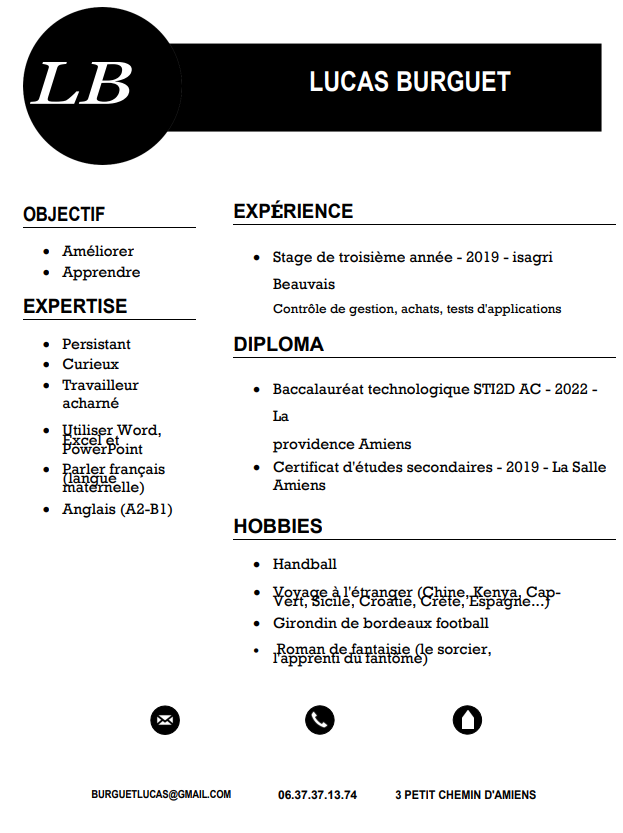 LB
LUCAS BURGUET
OBJECTIF
Améliorer
Apprendre
EXPERTISE
Persistant
Curieux
Travailleur
acharné
Utiliser Word,
Excel et
PowerPoint
Parler français
(langue
maternelle)
Anglais (A2-B1)
EXPÉRIENCE
Stage de troisième année - 2019 - isagri
Beauvais
Contrôle de gestion, achats, tests d'applications
DIPLOMA
Baccalauréat technologique STI2D AC - 2022 -
La
providence Amiens
Certificat d'études secondaires - 2019 - La Salle
Amiens
HOBBIES
Handball
Voyage à l'étranger (Chine, Kenya, Cap-
Vert, Sicile, Croatie, Crète, Espagne...)
Girondin de bordeaux football
Roman de fantaisie (le sorcier,
l'apprenti du fantôme)
BURGUETLUCAS@GMAIL.COM
06.37.37.13.74
3 PETIT CHEMIN D'AMIENS